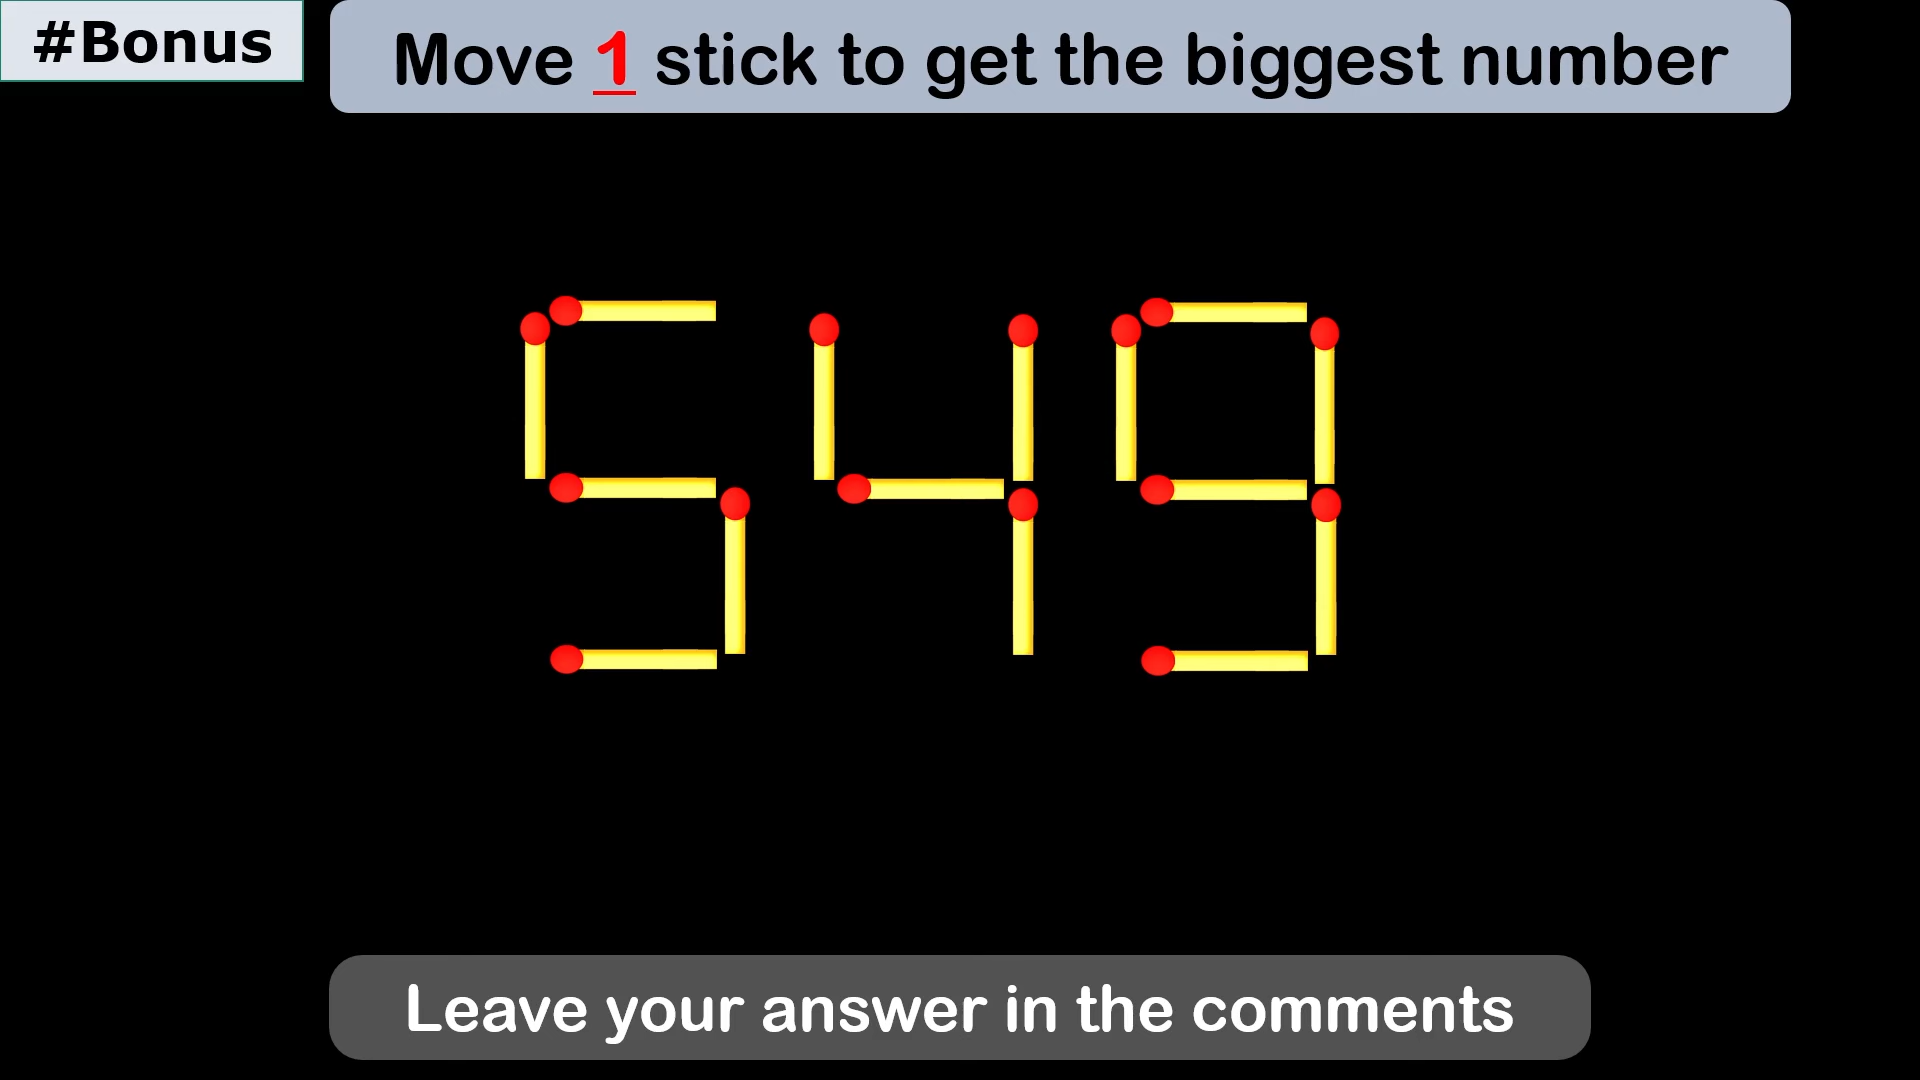 #Bonus
Move 1 stick to get the biggest number
549
Leave your answer in the comments